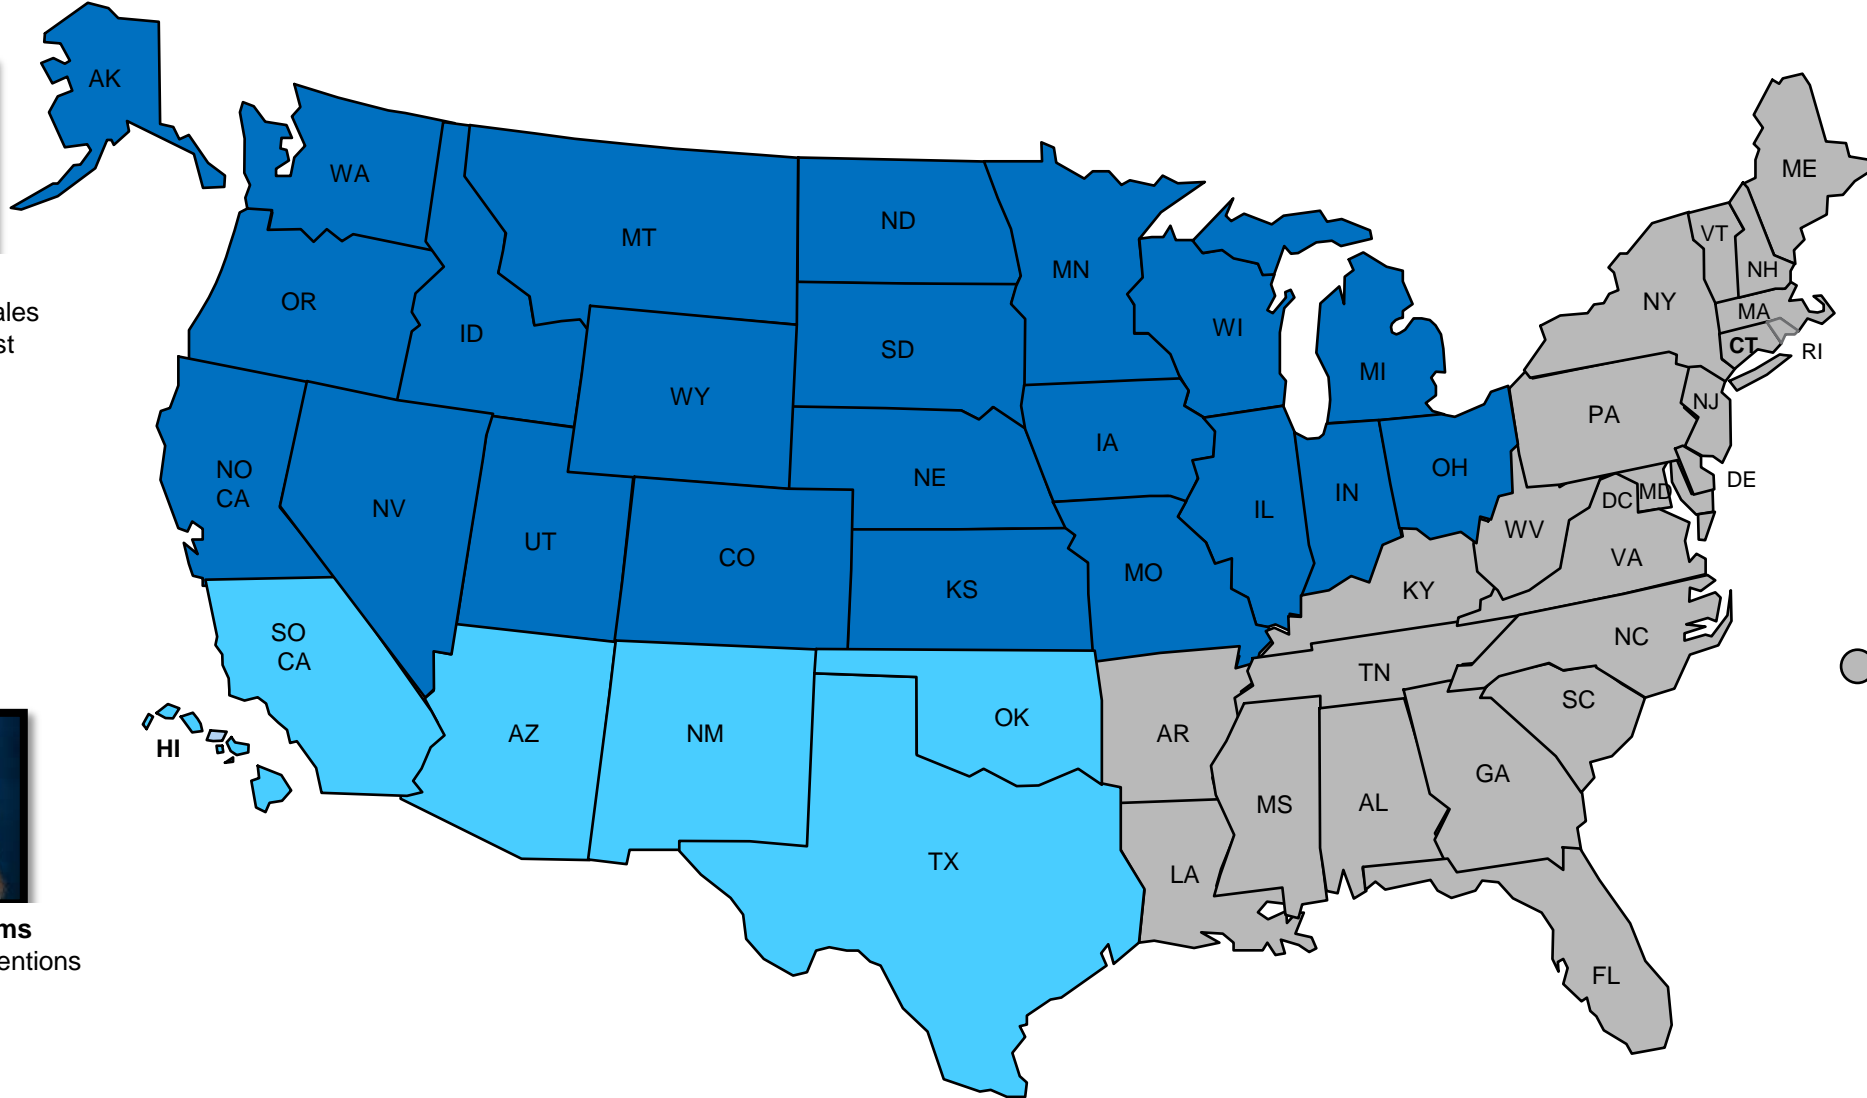 AK
WA
MT
ND
MN
ME
VT
NH
NY
MA
CT
RI
OR
ID
WI
SD
MI
WY
NJ
PA
IA
OH
NE
NO
CA
NV
IL
IN
DE
DC
MD
WV
UT
CO
VA
MO
KS
KY
SO
CA
NC
TN
SC
OK
AZ
NM
AR
HI
GA
MS
AL
TX
LA
FL
ales
st
ms
entions